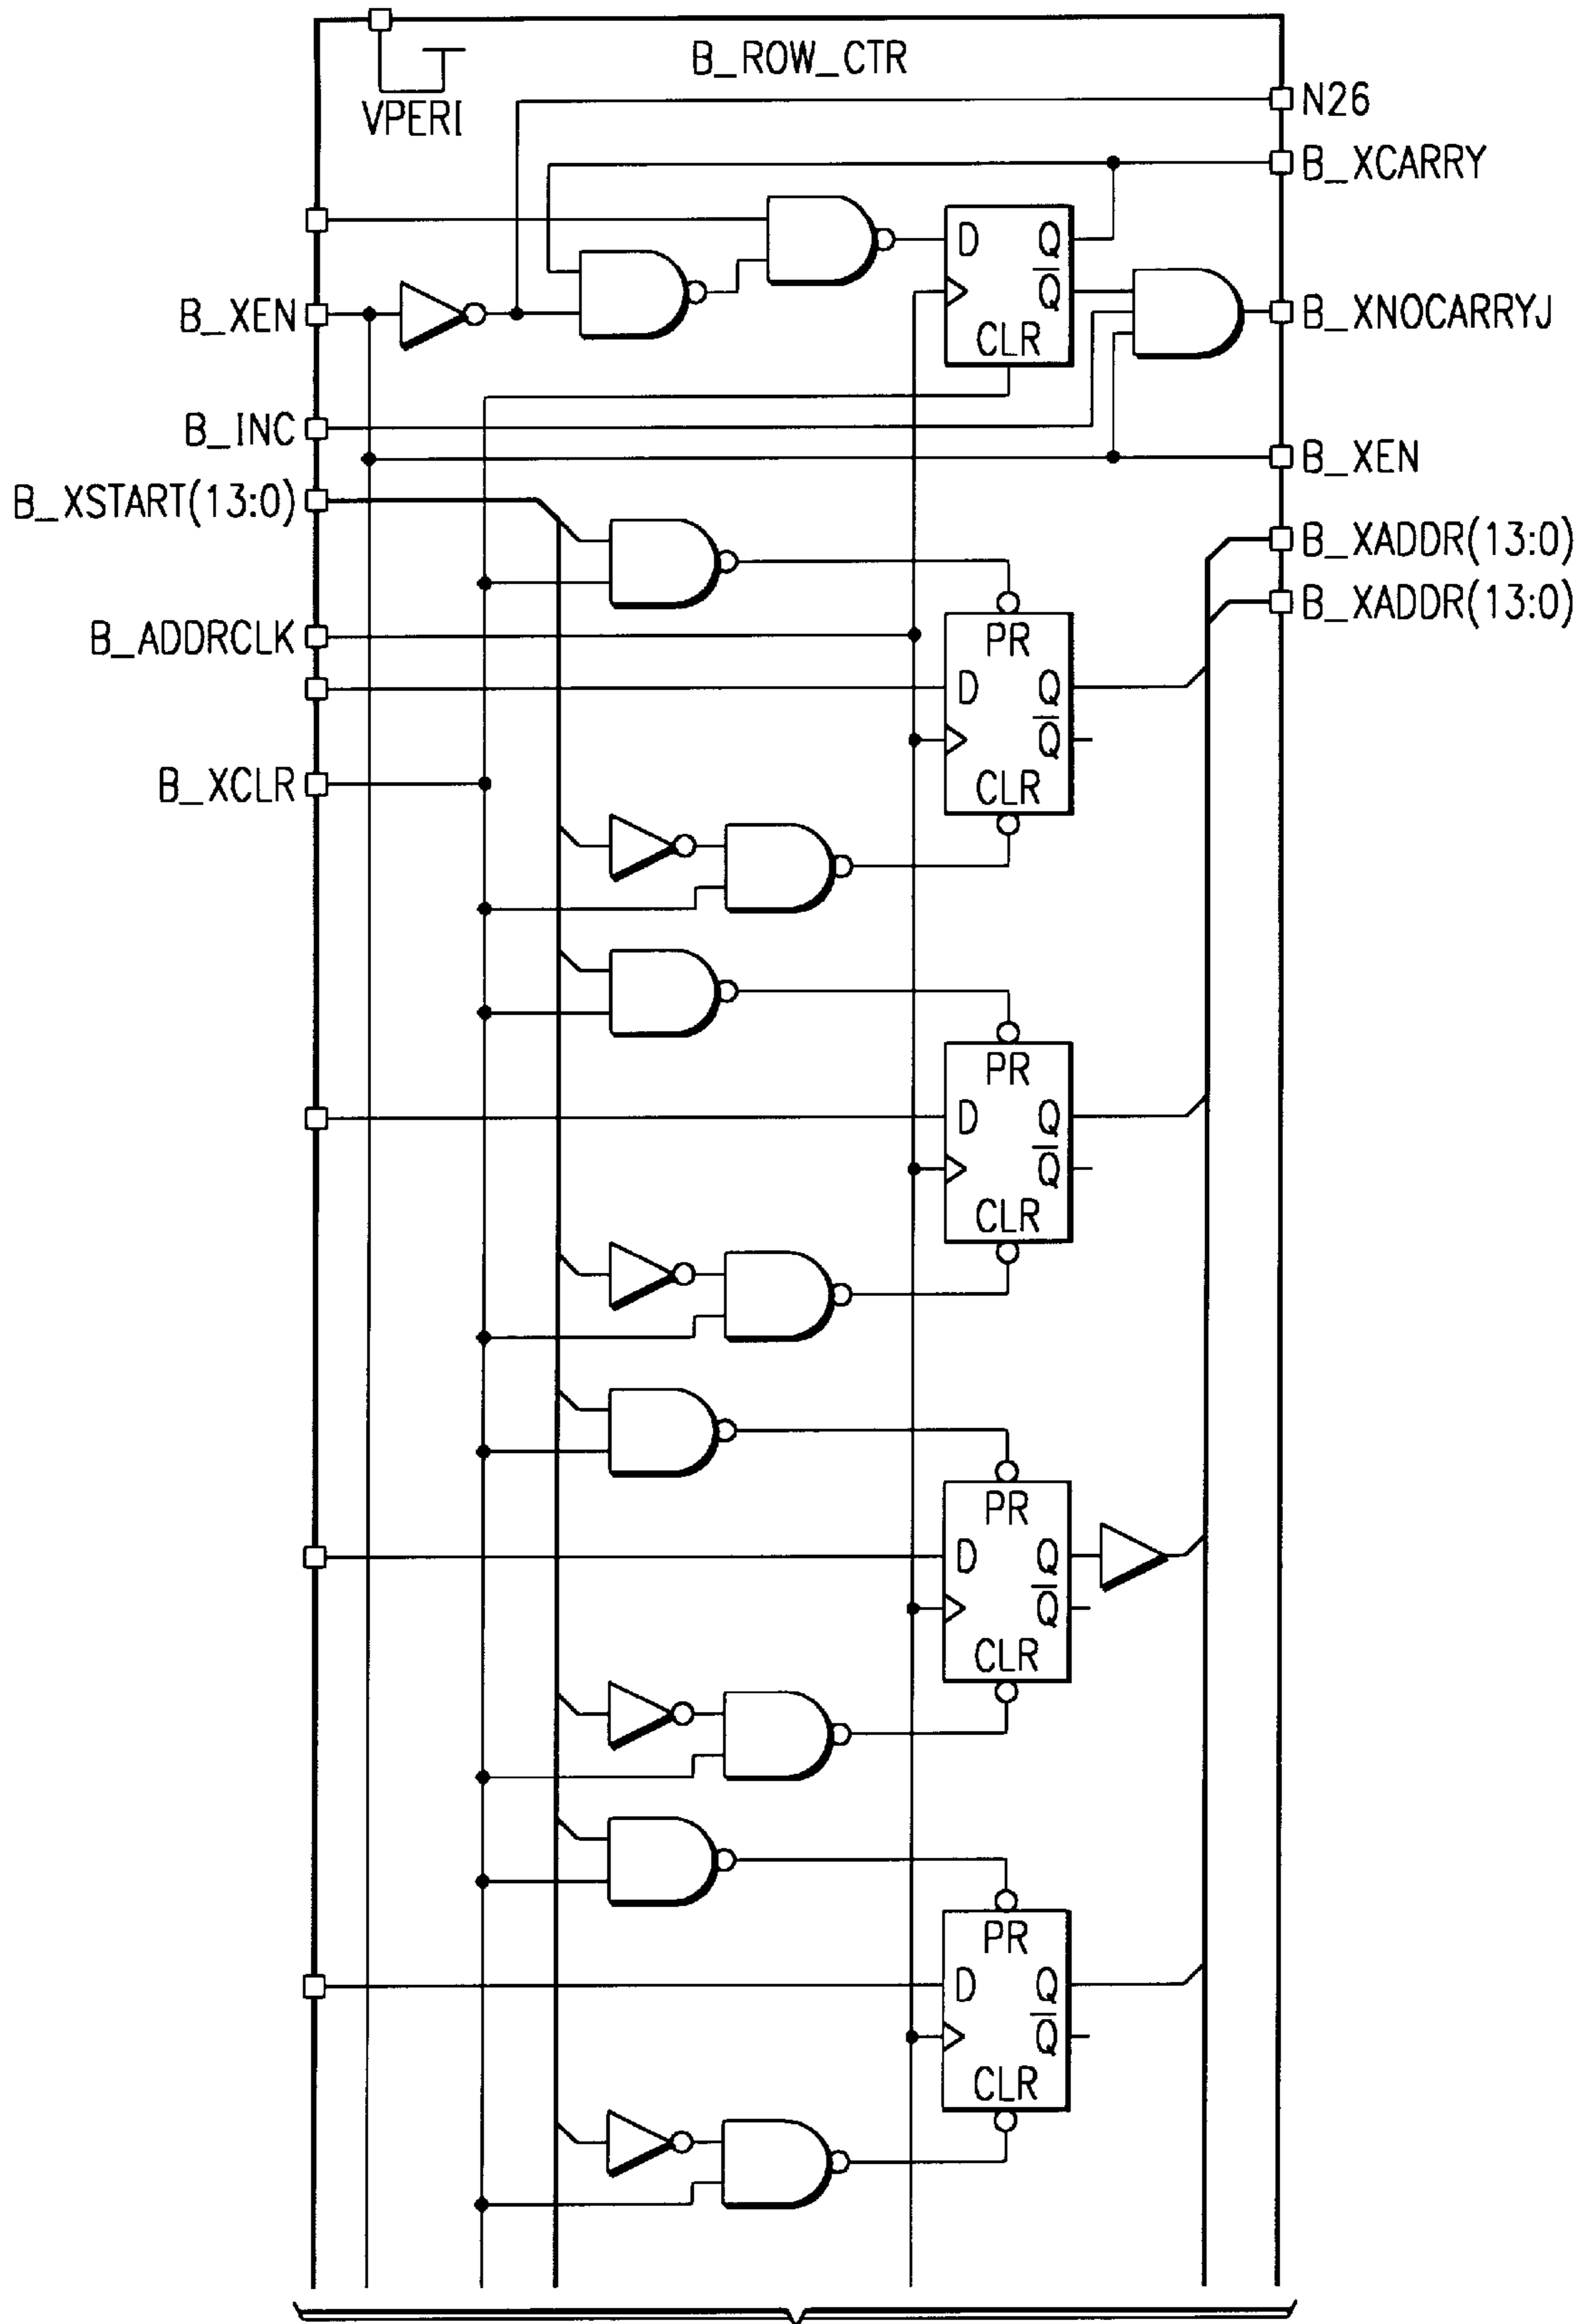 B_ROW_CTR
VPERI
N26
B_XCARRY
D Q
Q
CLR
B_XEN
B_XNOCARRYJ
B_INC
B_XEN
B_XSTART(13:0)
B_XADDR(13:0)
B_XADDR(13:0)
B_ADDRCLK
PR
D Q
Q
CLR
B_XCLR
PR
D Q
Q
CLR
PR
D Q
Q
CLR
PR
D Q
Q
CLR